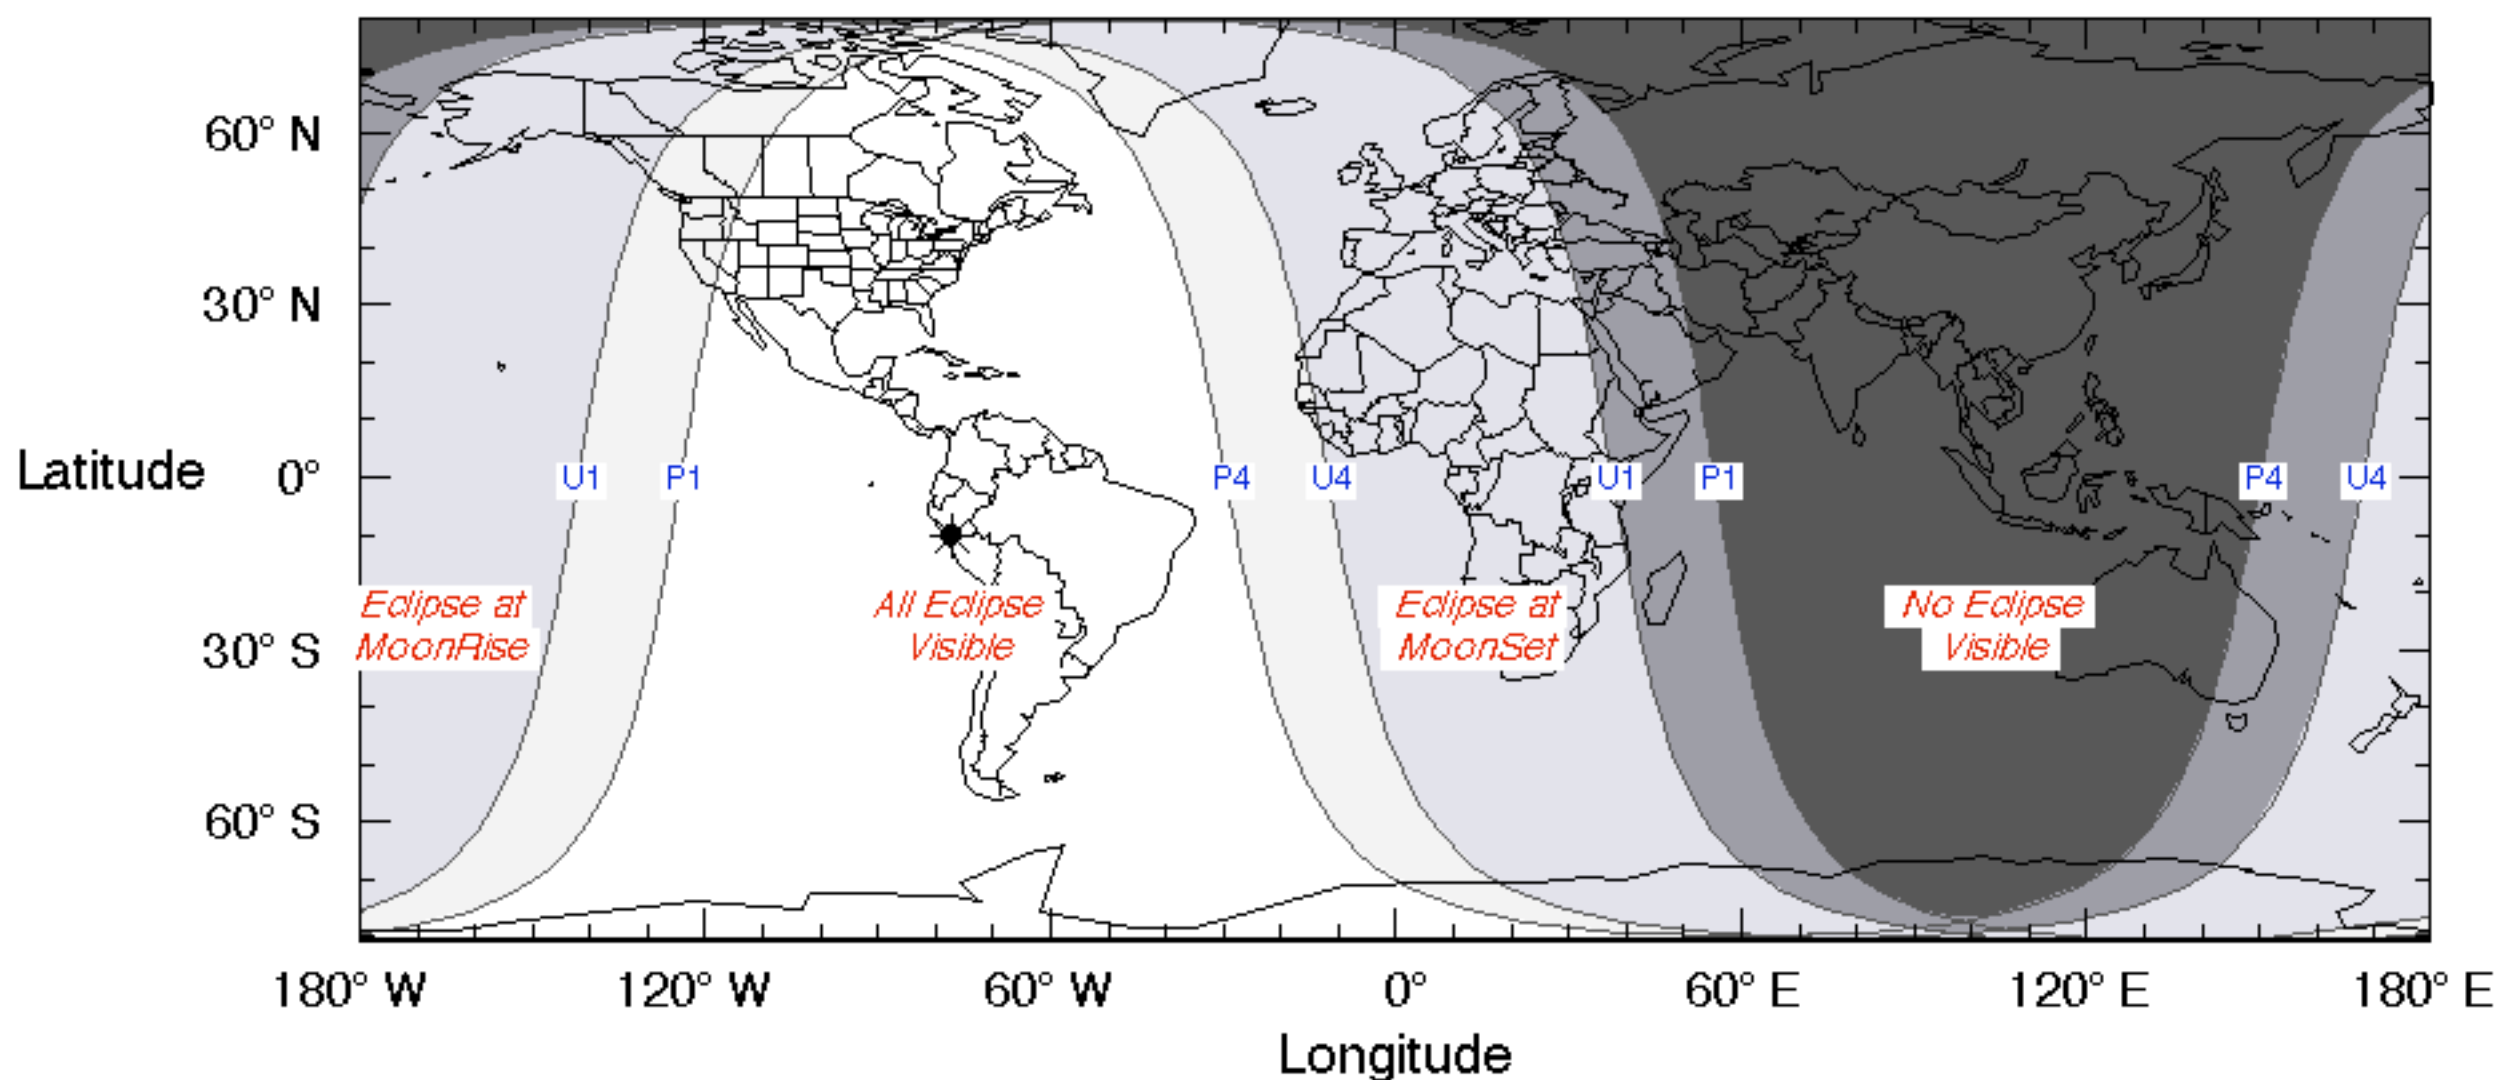 60° N
30° N
Latitude 0°
U1 P1 P4 U4 U1 P1 P4 U4
Eclipse at
MoonRise
All Eclipse
Visible
Eclipse at
MoonSet
No Eclipse
Visible
30° S
60° S
180° W 120° W 60° W 0° 60° E 120° E 180° E
Longitude